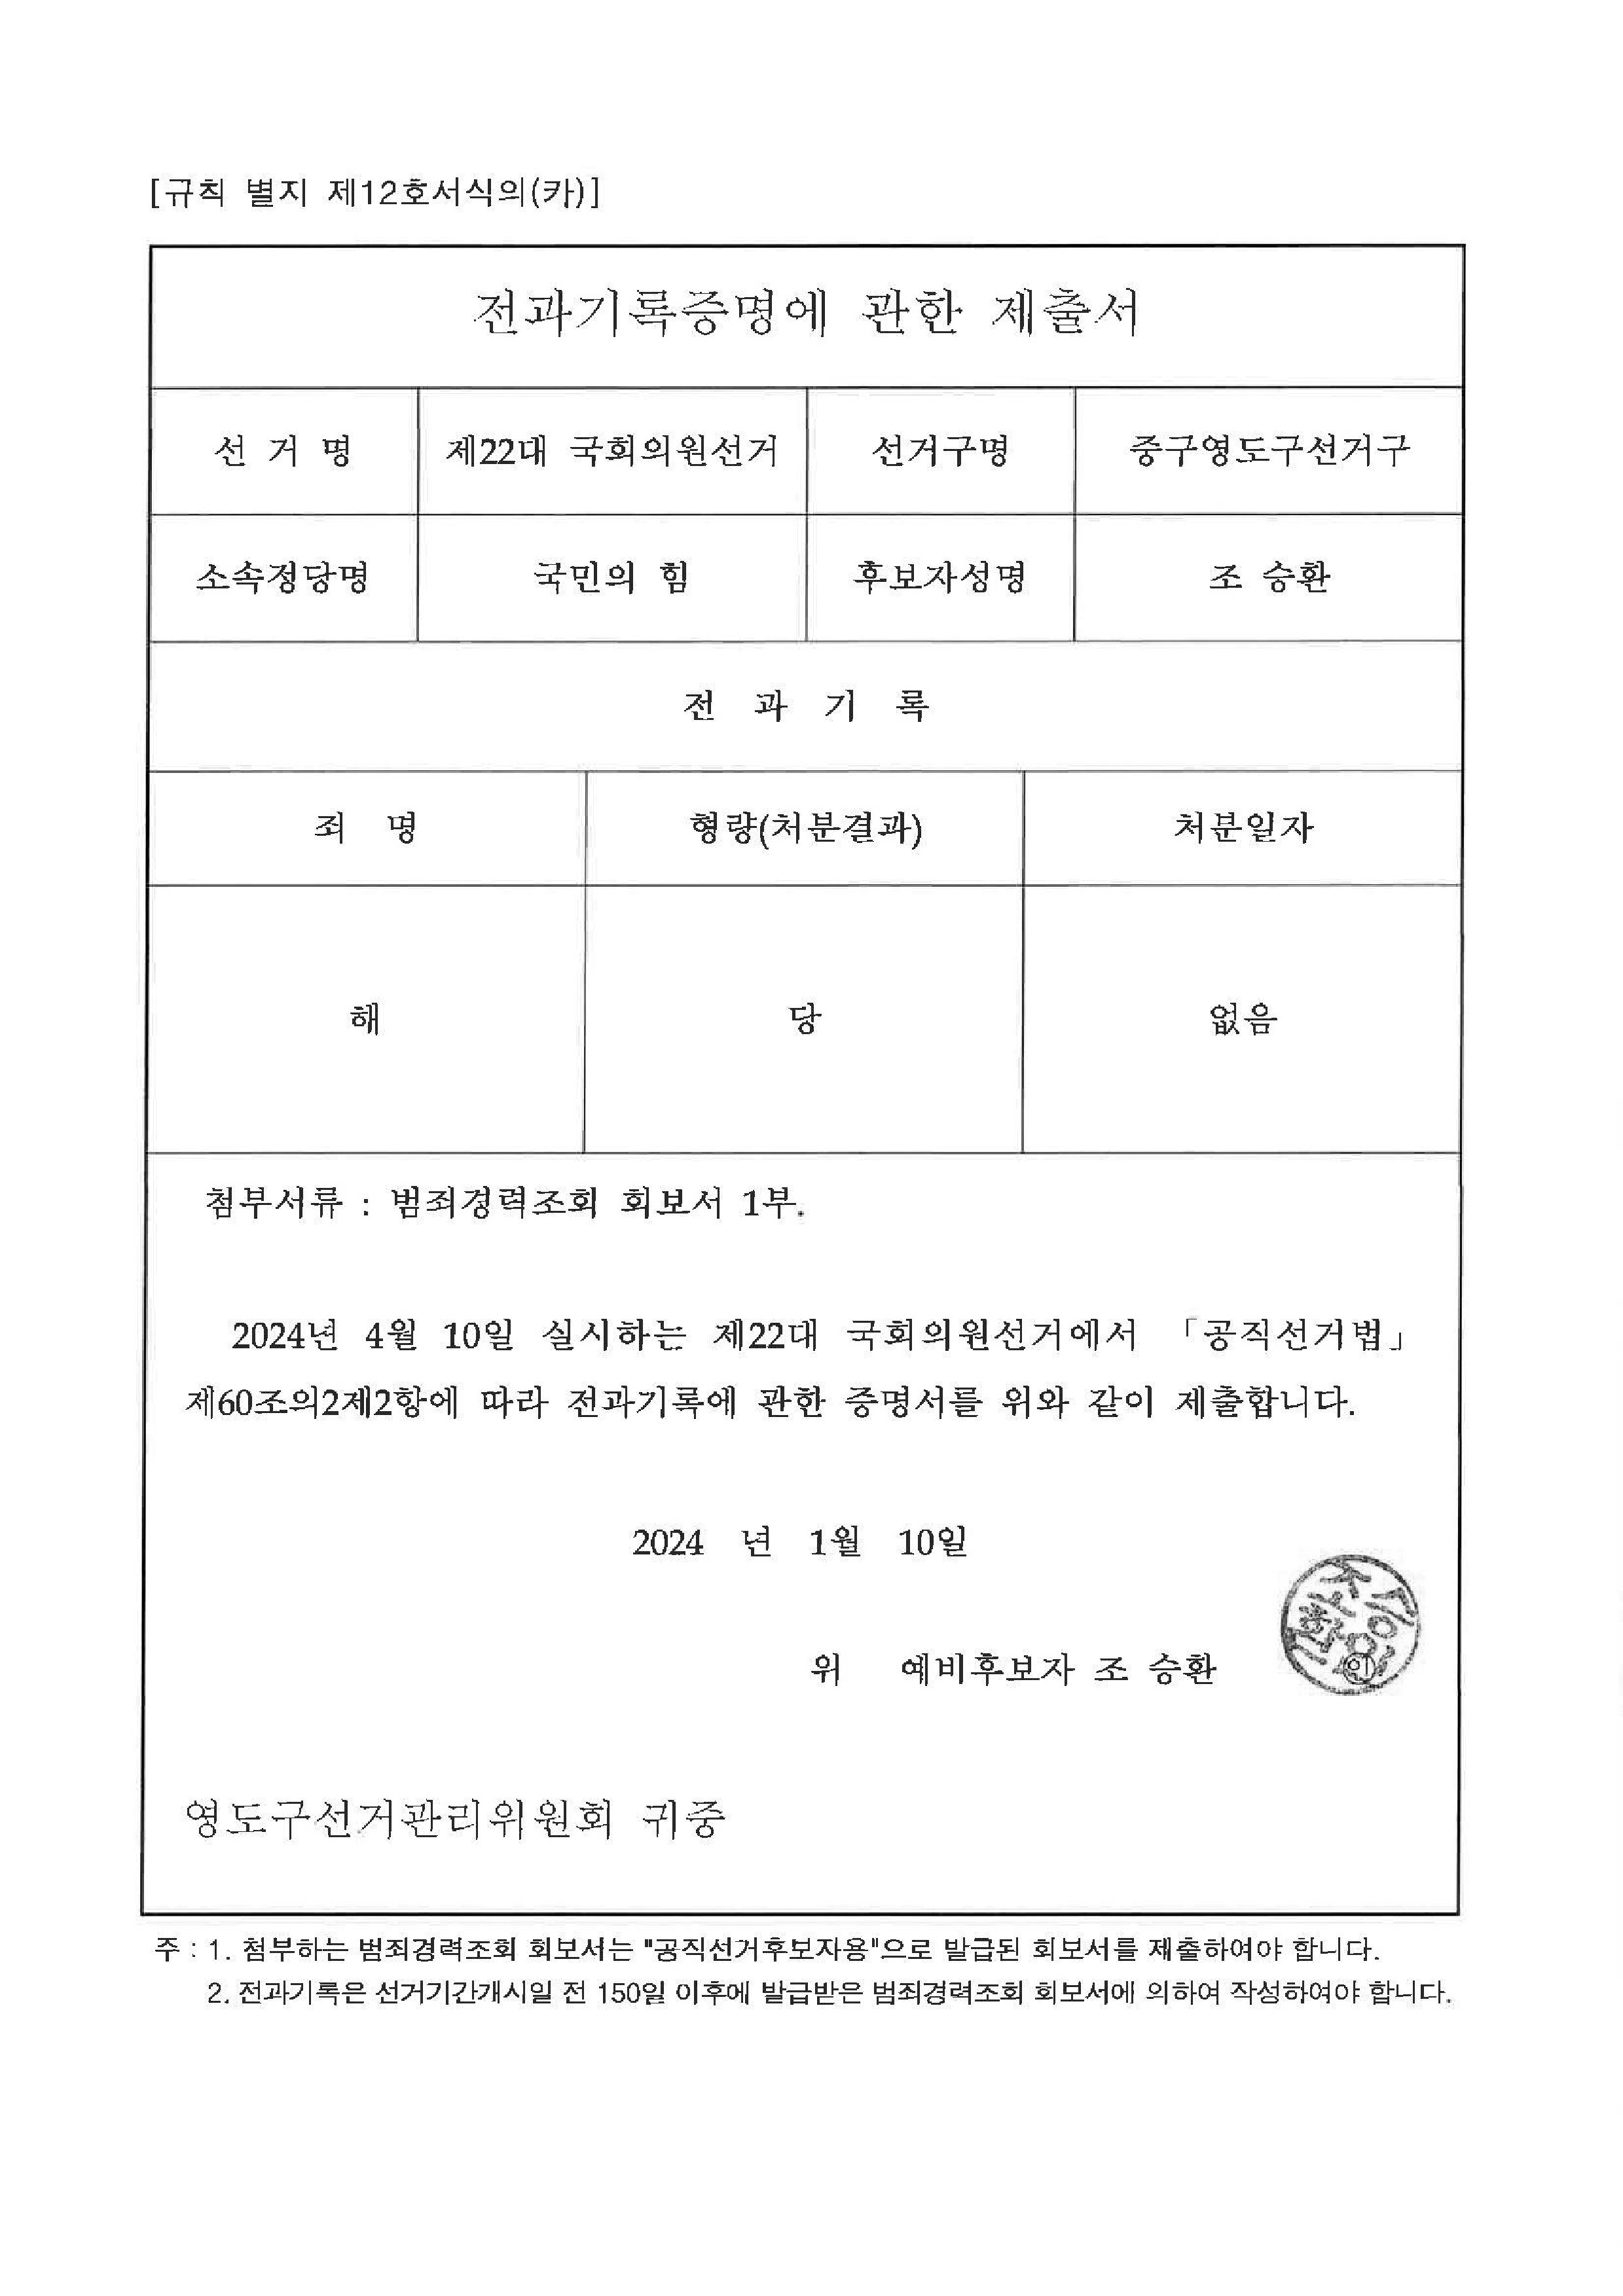 [규칙 별지 제12호서식의(카)]
전과기록증명에 관한 제출서
선 거 명 제22대 국회의원선거 선거구명 중구영도구선거구
소속정당명 국민의 힘 후보자성명 조 승환
전 과 기 록
죄 명 형량(처분결과) 처분일자
해 당 없음
첨부서류 : 범죄경력조회 회보서 1부.
2024년 4월 10일 실시하는 제22대 국회의원선거에서 「공직선거법」
제60조의2제2항에 따라 전과기록에 관한 증명서를 위와 같이 제출합니다.
2024 년 1월 10일
위 예비후보자 조 승환 ㊞
영도구선거관리위원회 귀중
주 : 1. 첨부하는 범죄경력조회 회보서는 "공직선거후보자용"으로 발급된 회보서를 제출하여야 합니다.
2. 전과기록은 선거기간개시일 전 150일 이후에 발급받은 범죄경력조회 회보서에 의하여 작성하여야 합니다.